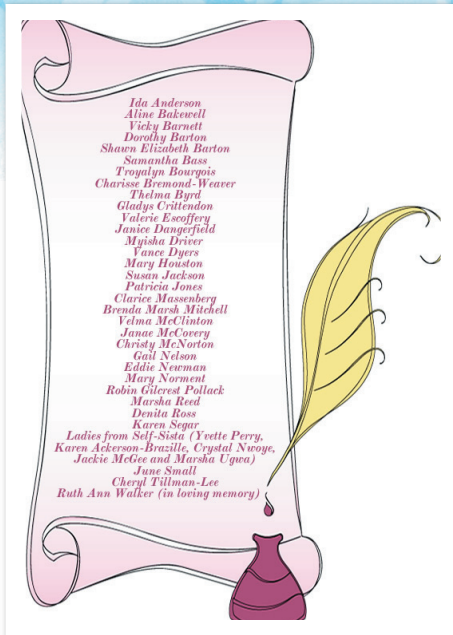 Ida Anderson
Aline Bakewell
Vicky Barnett
Dorothy Barton
Shawn Elizabeth Barton
Samantha Bass
Troyalyn Bourgois
Charisse Bremond-Weaver
Thelma Byrd
Gladys Crittendon
Valerie Escoffery
Janice Dangerfield
Myisha Driver
Vance Dyers
Mary Houston
Susan Jackson
Patricia Jones
Clarice Massenberg
Brenda Marsh Mitchell
Velma McClinton
Janae McCovery
Christy McNorton
Gail Nelson
Eddie Newman
Mary Norment
Robin Gilcrest Pollack
Marsha Reed
Denita Ross
Karen Segar
Ladies from Self-Sista (Yvette Perry,
Karen Ackerson-Brazille, Crystal Nwoye,
Jackie McGee and Marsha Ugwa)
June Small
Cheryl Tillman-Lee
Ruth Ann Walker (in loving memory)